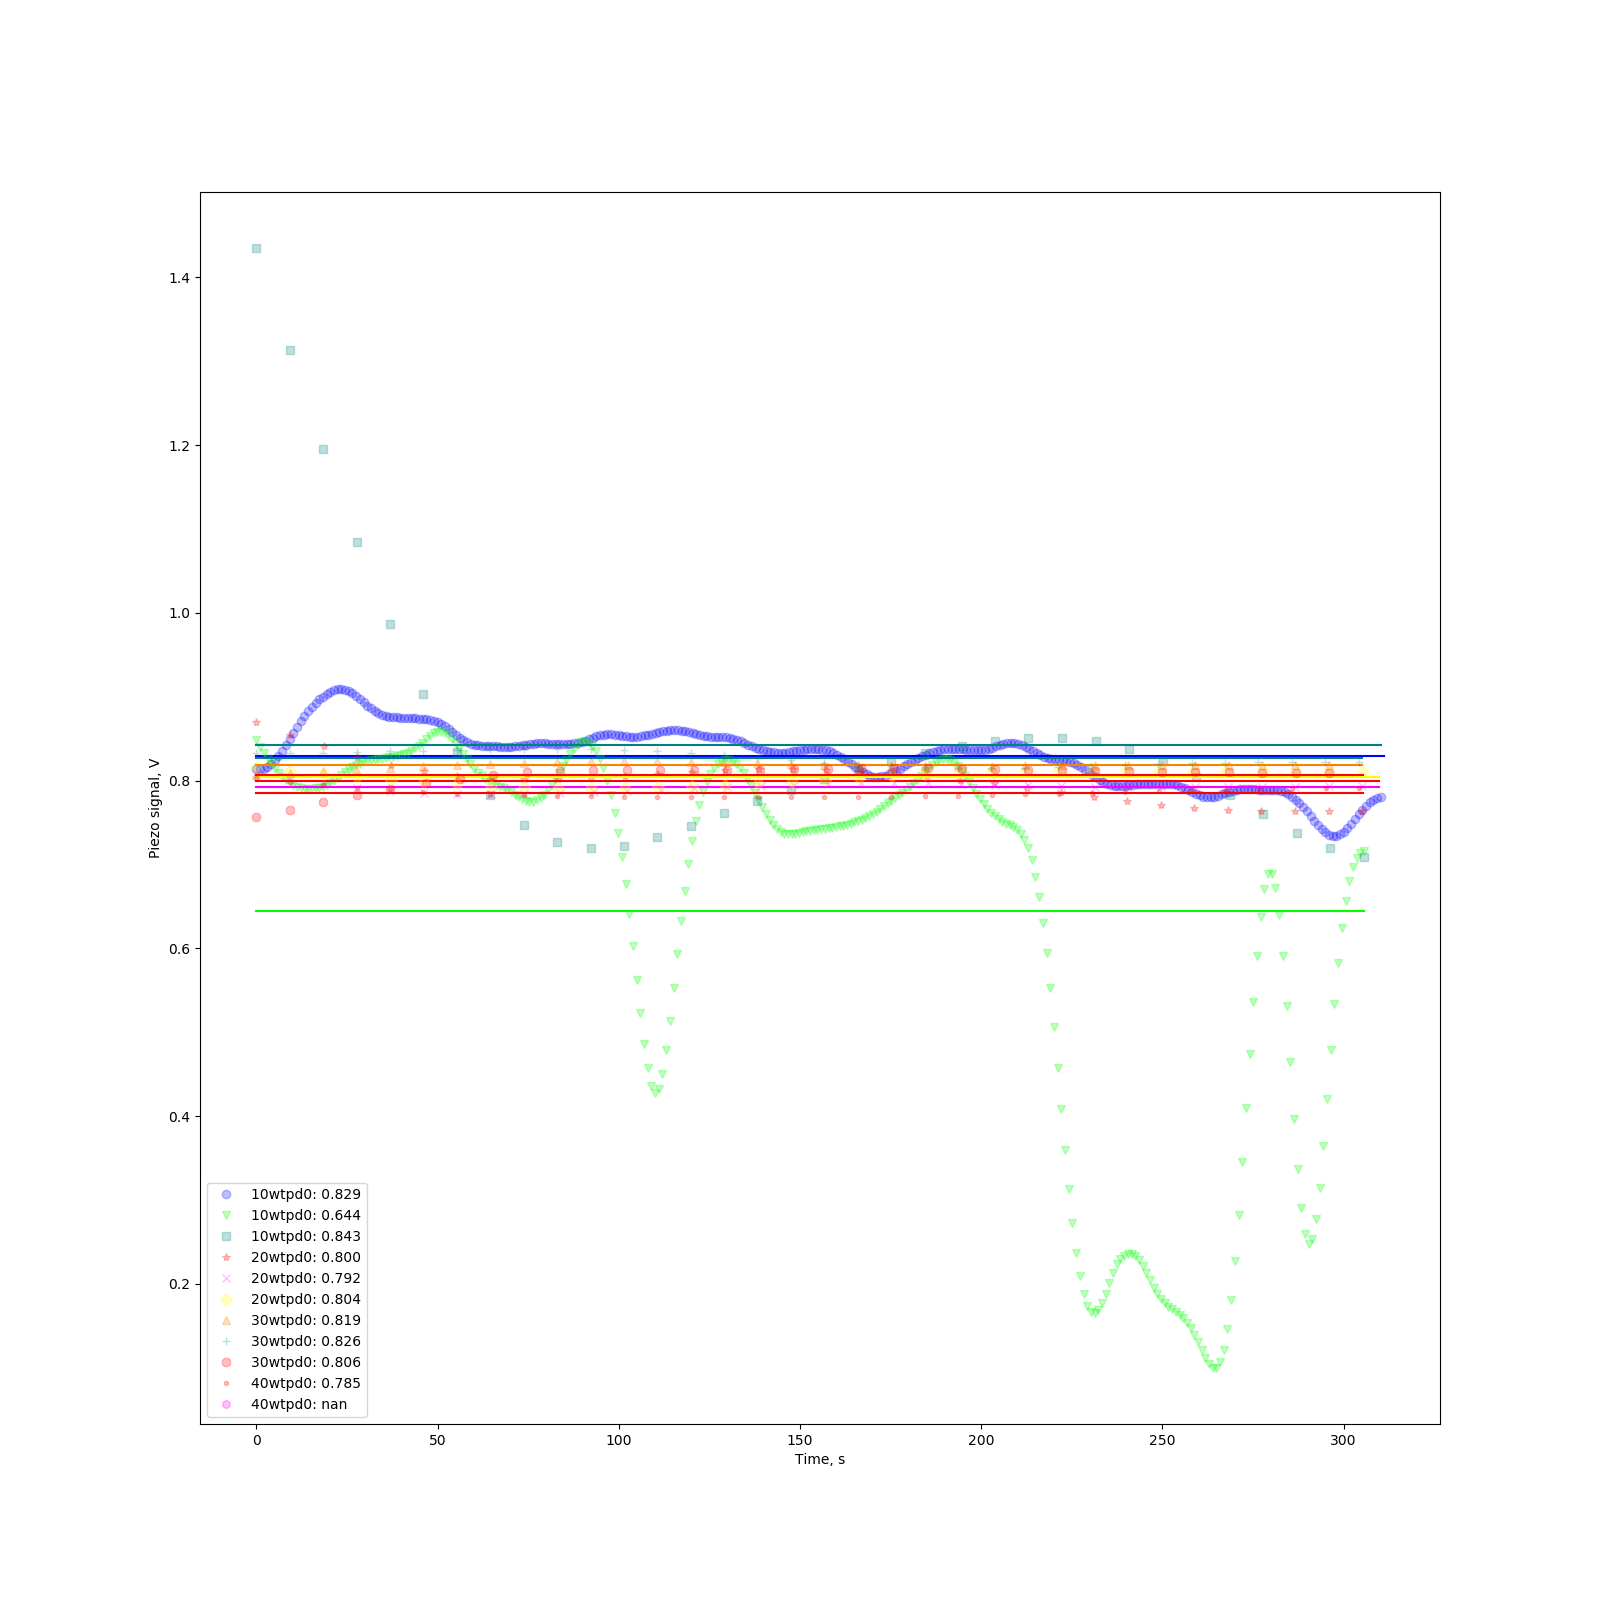 1.4
1.2
1.0
0.8
0.6
0.4
0.2
Piezo signal, V
10wtpd0: 0.829
10wtpd0: 0.644
10wtpd0: 0.843
20wtpd0: 0.800
20wtpd0: 0.792
20wtpd0: 0.804
30wtpd0: 0.819
30wtpd0: 0.826
30wtpd0: 0.806
40wtpd0: 0.785
40wtpd0: nan
0 50 100 150 200 250 300
Time, s